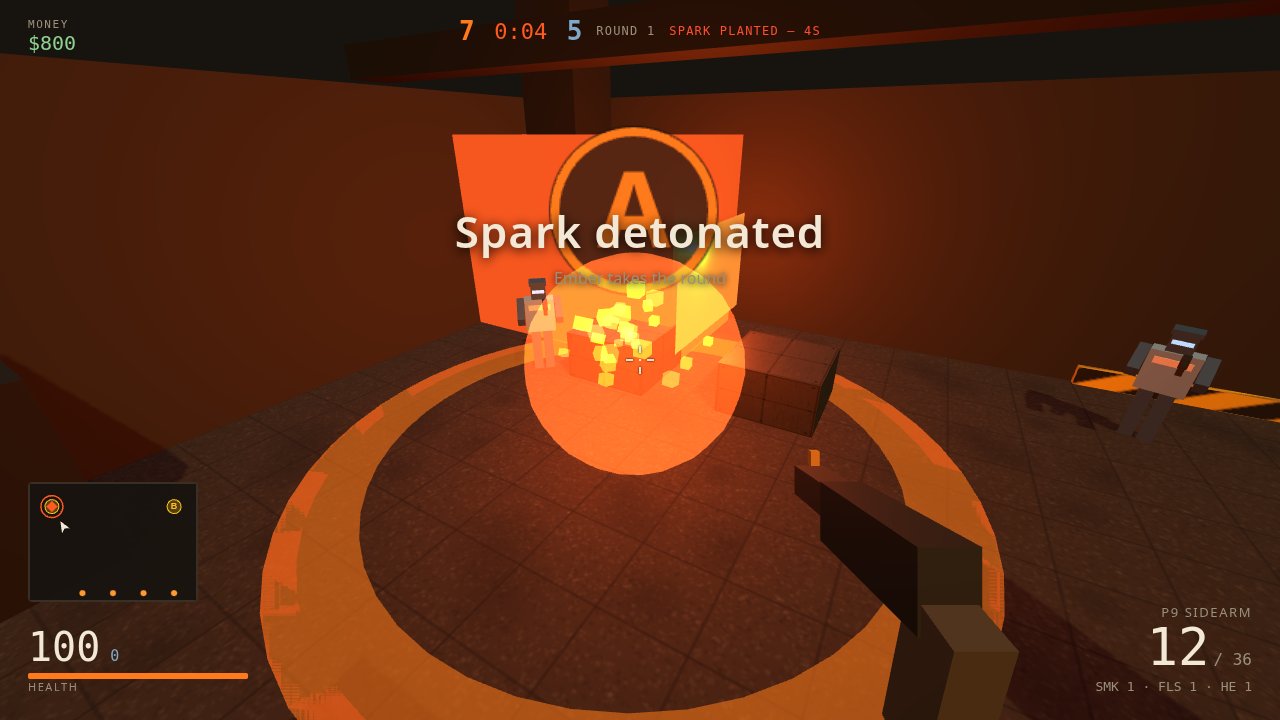 MONEY
$800
7 0:04 5 ROUND 1 SPARK PLANTED — 4S
A
Spark detonated
Ember takes the round
B
100 0
HEALTH
P9 SIDEARM
12 / 36
SMK 1 · FLS 1 · HE 1